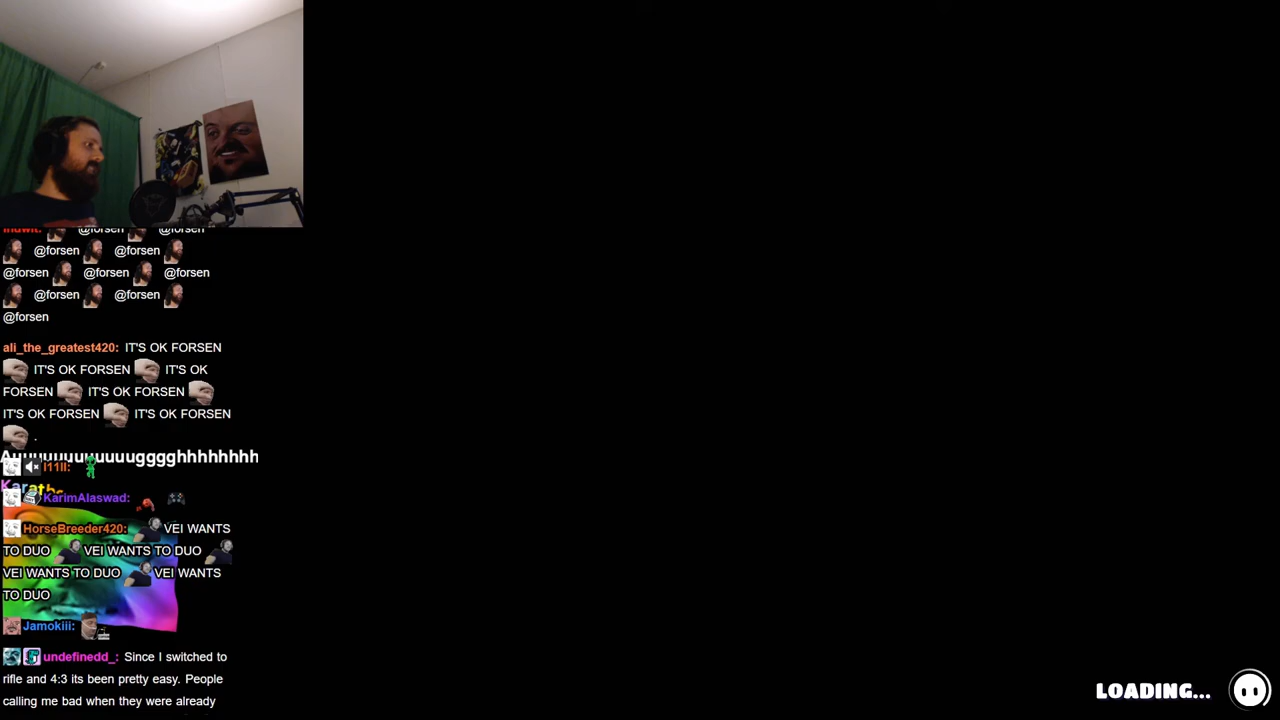 @forsen @forsen
@forsen @forsen
@forsen @forsen @forsen
@forsen @forsen
@forsen
ali_the_greatest420: IT'S OK FORSEN
IT'S OK FORSEN IT'S OK
FORSEN IT'S OK FORSEN
IT'S OK FORSEN IT'S OK FORSEN
.
l11ll:
KarimAlaswad:
HorseBreeder420: VEI WANTS
TO DUO VEI WANTS TO DUO
VEI WANTS TO DUO VEI WANTS
TO DUO
Jamokiii:
undefinedd_: Since I switched to
rifle and 4:3 its been pretty easy. People
calling me bad when they were already
LOADING...